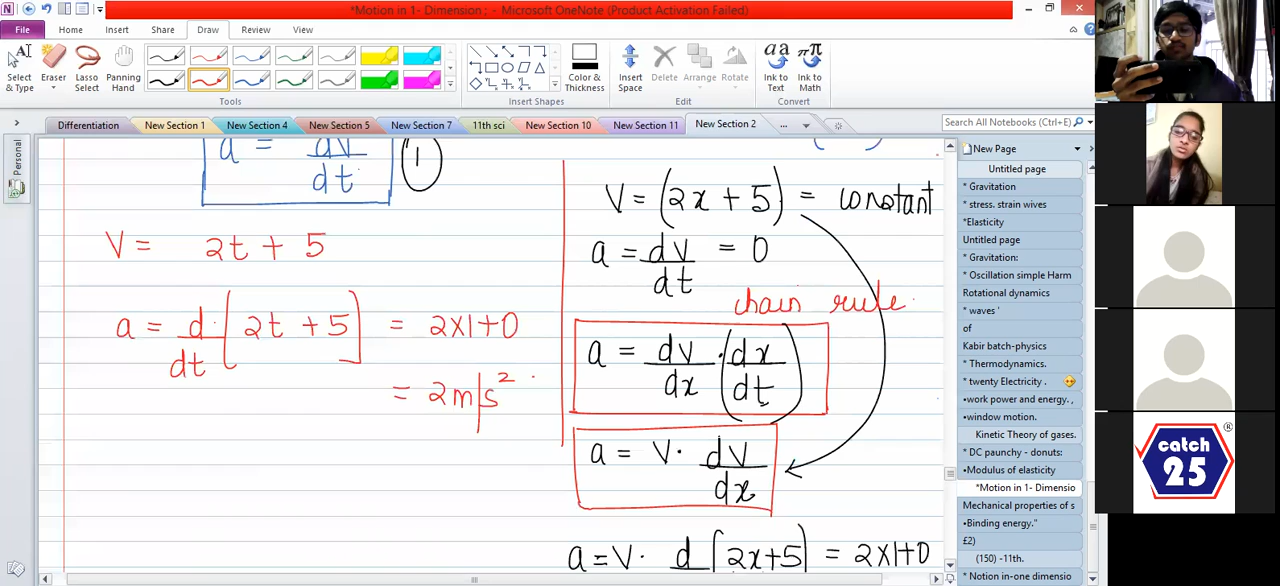 *Motion in 1- Dimension ; - Microsoft OneNote (Product Activation Failed)
File Home Insert Share Draw Review View
Select & Type
Eraser
Lasso Select
Panning Hand
Color & Thickness
Insert Space
Delete
Arrange
Rotate
Ink to Text
Ink to Math
Tools
Insert Shapes
Edit
Convert
Differentiation
New Section 1
New Section 4
New Section 5
New Section 7
11th sci
New Section 10
New Section 11
New Section 2
...
Search All Notebooks (Ctrl+E)
Personal
a = dv/dt 1
V = 2t + 5
a = d/dt [2t + 5] = 2x1+0
= 2m/s²
V = (2x + 5) = constant
a = dv/dt = 0
chain rule
a = dv/dx · (dx/dt)
a = V · dv/dx
a = V · d [2x+5] = 2x1+0
New Page
Untitled page
* Gravitation
* stress. strain wives
*Elasticity
Untitled page
* Gravitation:
* Oscillation simple Harm
Rotational dynamics
* waves '
of
Kabir batch-physics
* Thermodynamics.
* twenty Electricity .
•work power and energy. ,
•window motion.
Kinetic Theory of gases.
* DC paunchy - donuts:
•Modulus of elasticity
*Motion in 1- Dimensio
Mechanical properties of s
•Binding energy."
£2)
(150) -11th.
* Notion in-one dimensio
catch
25
®